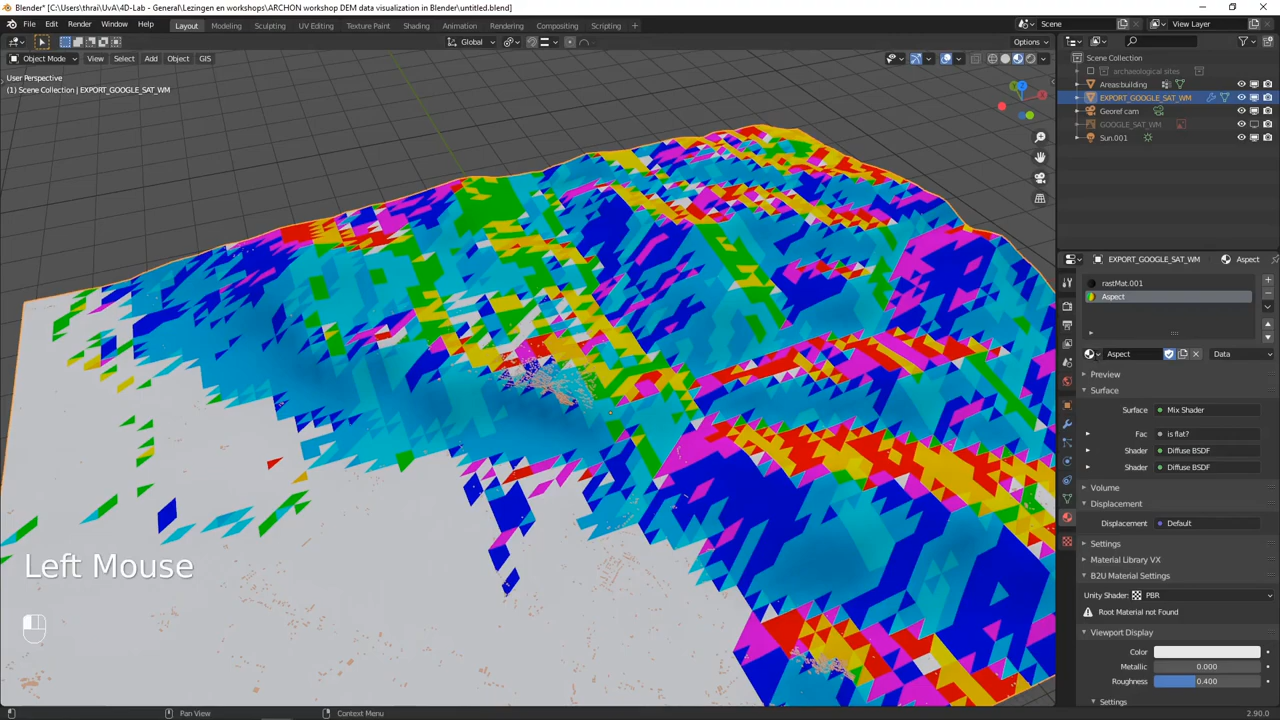 Blender* [C:\Users\thrai\UvA\4D-Lab - General\Lezingen en workshops\ARCHON workshop DEM data visualization in Blender\untitled.blend]
File Edit Render Window Help Layout Modeling Sculpting UV Editing Texture Paint Shading Animation Rendering Compositing Scripting + Scene View Layer
Global Options
Object Mode View Select Add Object GIS
User Perspective
(1) Scene Collection | EXPORT_GOOGLE_SAT_WM
Scene Collection
archaeological sites
Areas:building
EXPORT_GOOGLE_SAT_WM
Georef cam
GOOGLE_SAT_WM
Sun.001
EXPORT_GOOGLE_SAT_WM Aspect
rastMat.001
Aspect
Aspect Data
Preview
Surface
Surface Mix Shader
Fac is flat?
Shader Diffuse BSDF
Shader Diffuse BSDF
Volume
Displacement
Displacement Default
Settings
Material Library VX
B2U Material Settings
Unity Shader: PBR
Root Material not Found
Viewport Display
Color
Metallic 0.000
Roughness 0.400
Settings
Left Mouse
Pan View Context Menu 2.90.0